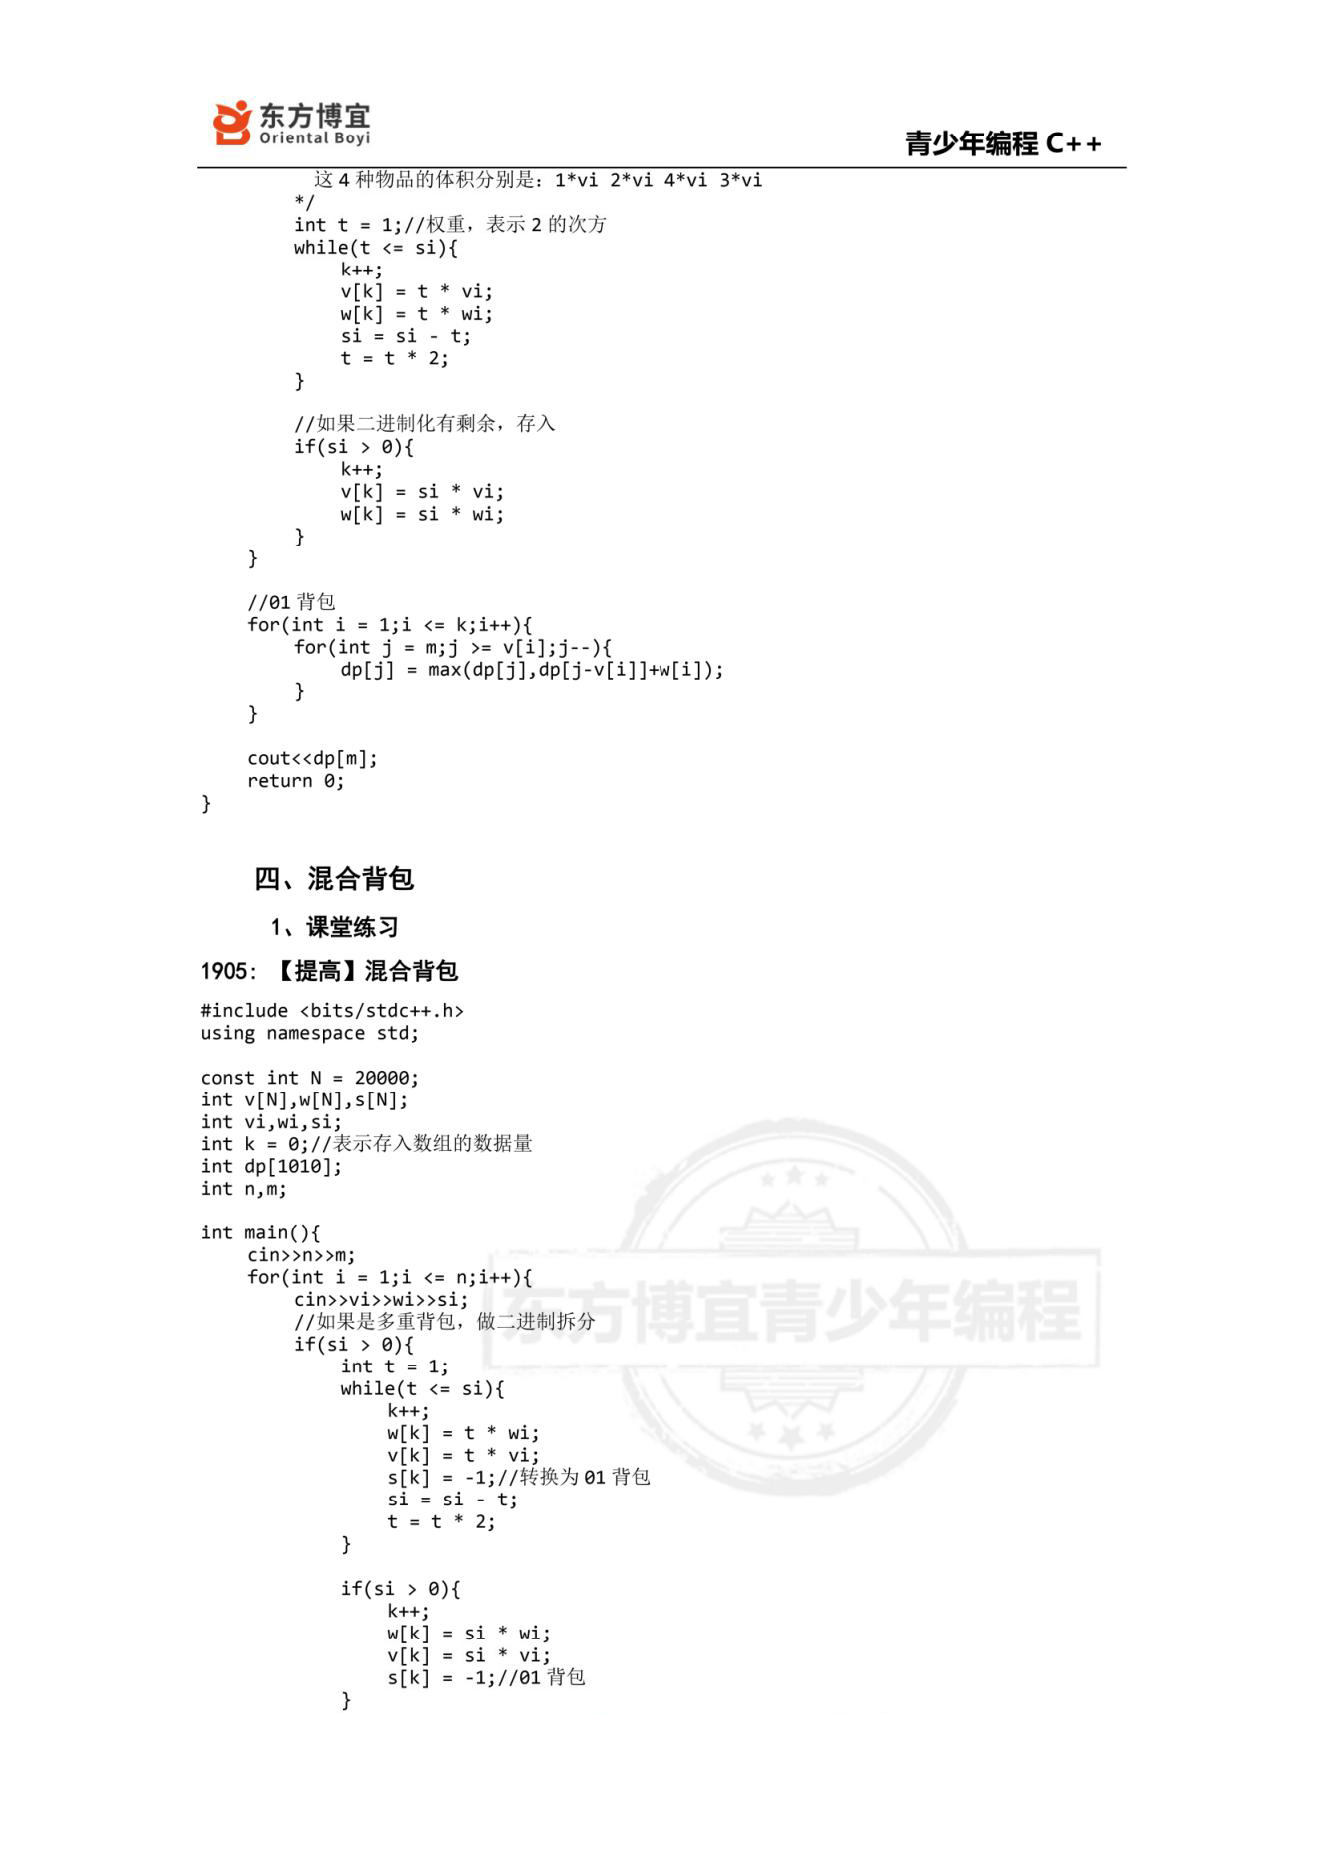 东方博宜
Oriental Boyi
青少年编程 C++
这 4 种物品的体积分别是：1*vi 2*vi 4*vi 3*vi
*/
int t = 1;//权重，表示 2 的次方
while(t <= si){
k++;
v[k] = t * vi;
w[k] = t * wi;
si = si - t;
t = t * 2;
}
//如果二进制化有剩余，存入
if(si > 0){
k++;
v[k] = si * vi;
w[k] = si * wi;
}
}
//01 背包
for(int i = 1;i <= k;i++){
for(int j = m;j >= v[i];j--){
dp[j] = max(dp[j],dp[j-v[i]]+w[i]);
}
}
cout<<dp[m];
return 0;
}
四、混合背包
1、课堂练习
1905: 【提高】混合背包
#include <bits/stdc++.h>
using namespace std;
const int N = 20000;
int v[N],w[N],s[N];
int vi,wi,si;
int k = 0;//表示存入数组的数据量
int dp[1010];
int n,m;
int main(){
cin>>n>>m;
for(int i = 1;i <= n;i++){
cin>>vi>>wi>>si;
//如果是多重背包，做二进制拆分
if(si > 0){
int t = 1;
while(t <= si){
k++;
w[k] = t * wi;
v[k] = t * vi;
s[k] = -1;//转换为 01 背包
si = si - t;
t = t * 2;
}
if(si > 0){
k++;
w[k] = si * wi;
v[k] = si * vi;
s[k] = -1;//01 背包
}
东方博宜青少年编程